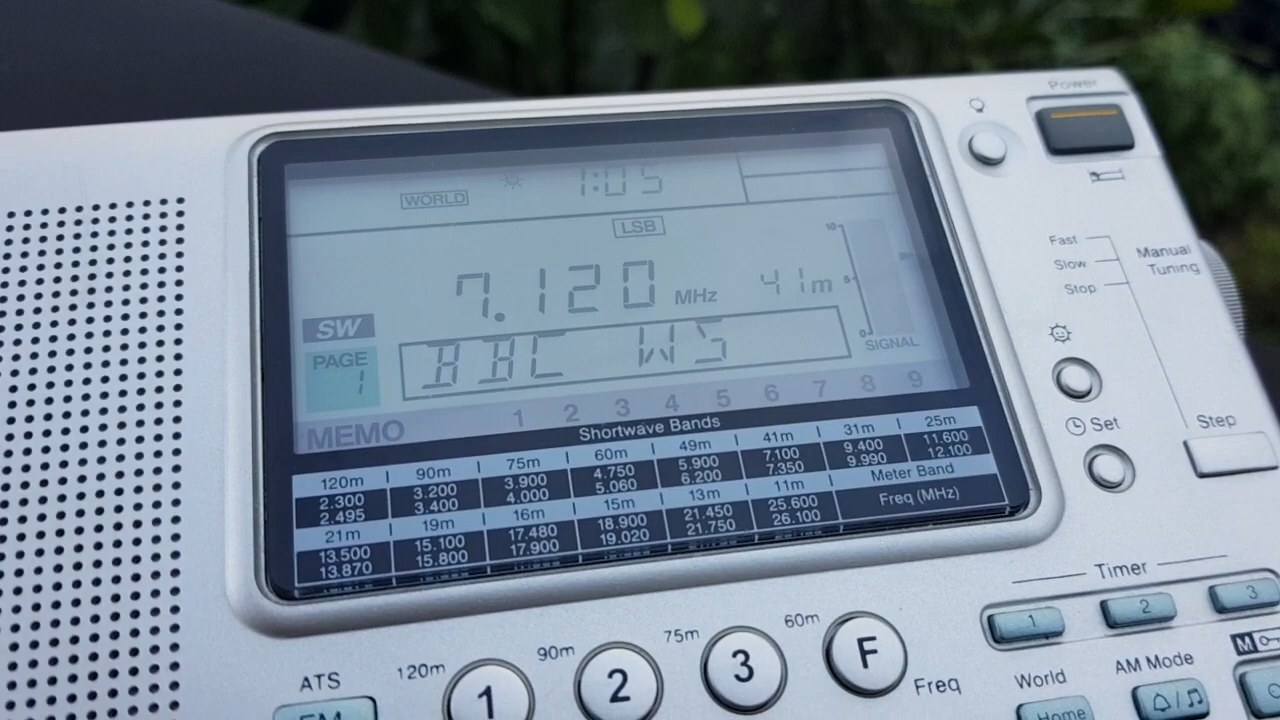 Power
WORLD 1:05
LSB
7.120 MHz 41m
10
5
0
SIGNAL
SW
PAGE
1
BBC WS
MEMO 1 2 3 4 5 6 7 8 9
Shortwave Bands
120m 90m 75m 60m 49m 41m 31m 25m
2.300 3.200 3.900 4.750 5.900 7.100 9.400 11.600
2.495 3.400 4.000 5.060 6.200 7.350 9.990 12.100
21m 19m 16m 15m 13m 11m Meter Band
13.500 15.100 17.480 18.900 21.450 25.600 Freq (MHz)
13.870 15.800 17.900 19.020 21.750 26.100
Fast
Slow
Stop
Manual
Tuning
Set
Step
Timer
1 2 3
120m 90m 75m 60m
1 2 3 F
Freq
ATS
FM
World
Home
AM Mode
M